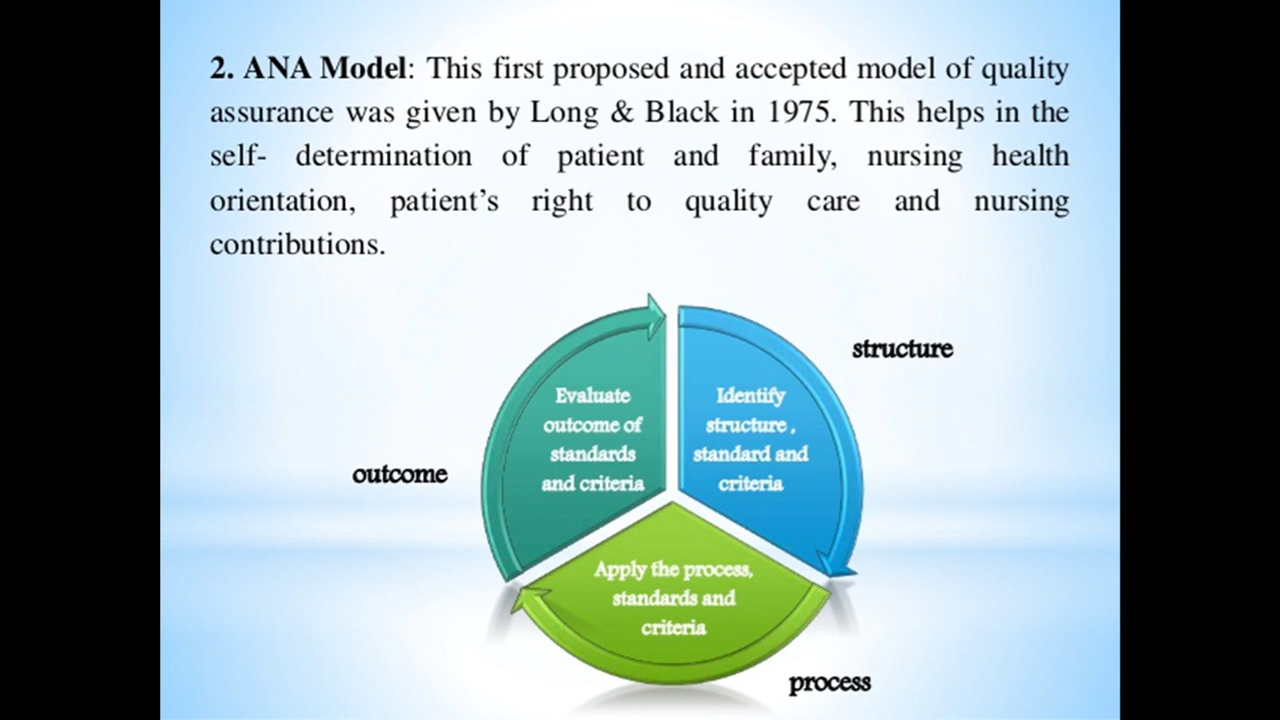 2. ANA Model: This first proposed and accepted model of quality
assurance was given by Long & Black in 1975. This helps in the
self- determination of patient and family, nursing health
orientation, patient’s right to quality care and nursing
contributions.
structure
Identify
structure ,
standard and
criteria
Evaluate
outcome of
standards
and criteria
outcome
Apply the process,
standards and
criteria
process